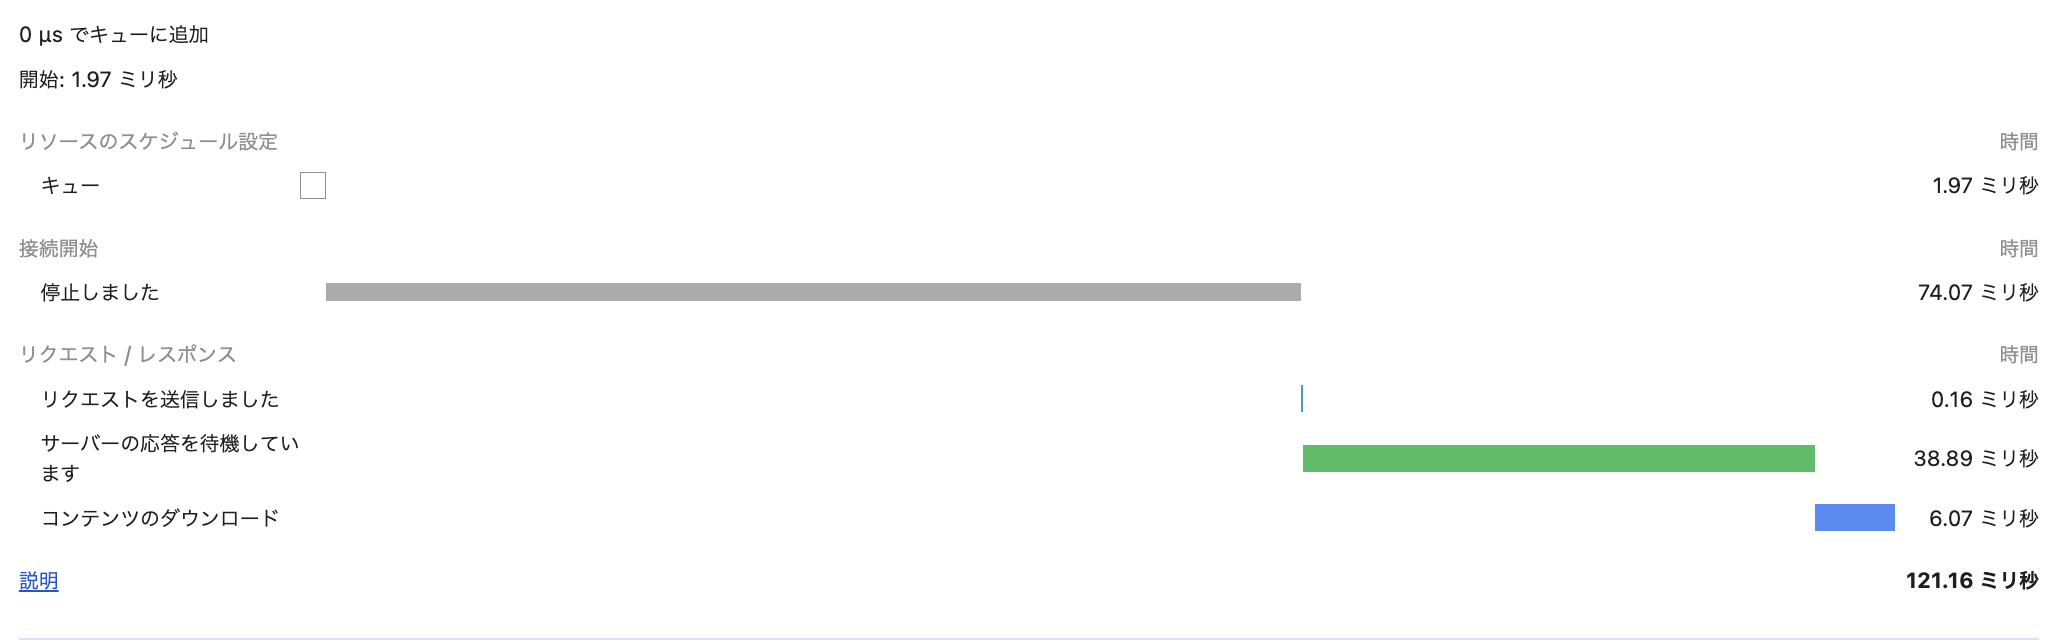 0 μs でキューに追加
開始: 1.97 ミリ秒
リソースのスケジュール設定 時間
キュー 1.97 ミリ秒
接続開始 時間
停止しました 74.07 ミリ秒
リクエスト / レスポンス 時間
リクエストを送信しました 0.16 ミリ秒
サーバーの応答を待機してい
ます 38.89 ミリ秒
コンテンツのダウンロード 6.07 ミリ秒
説明 121.16 ミリ秒